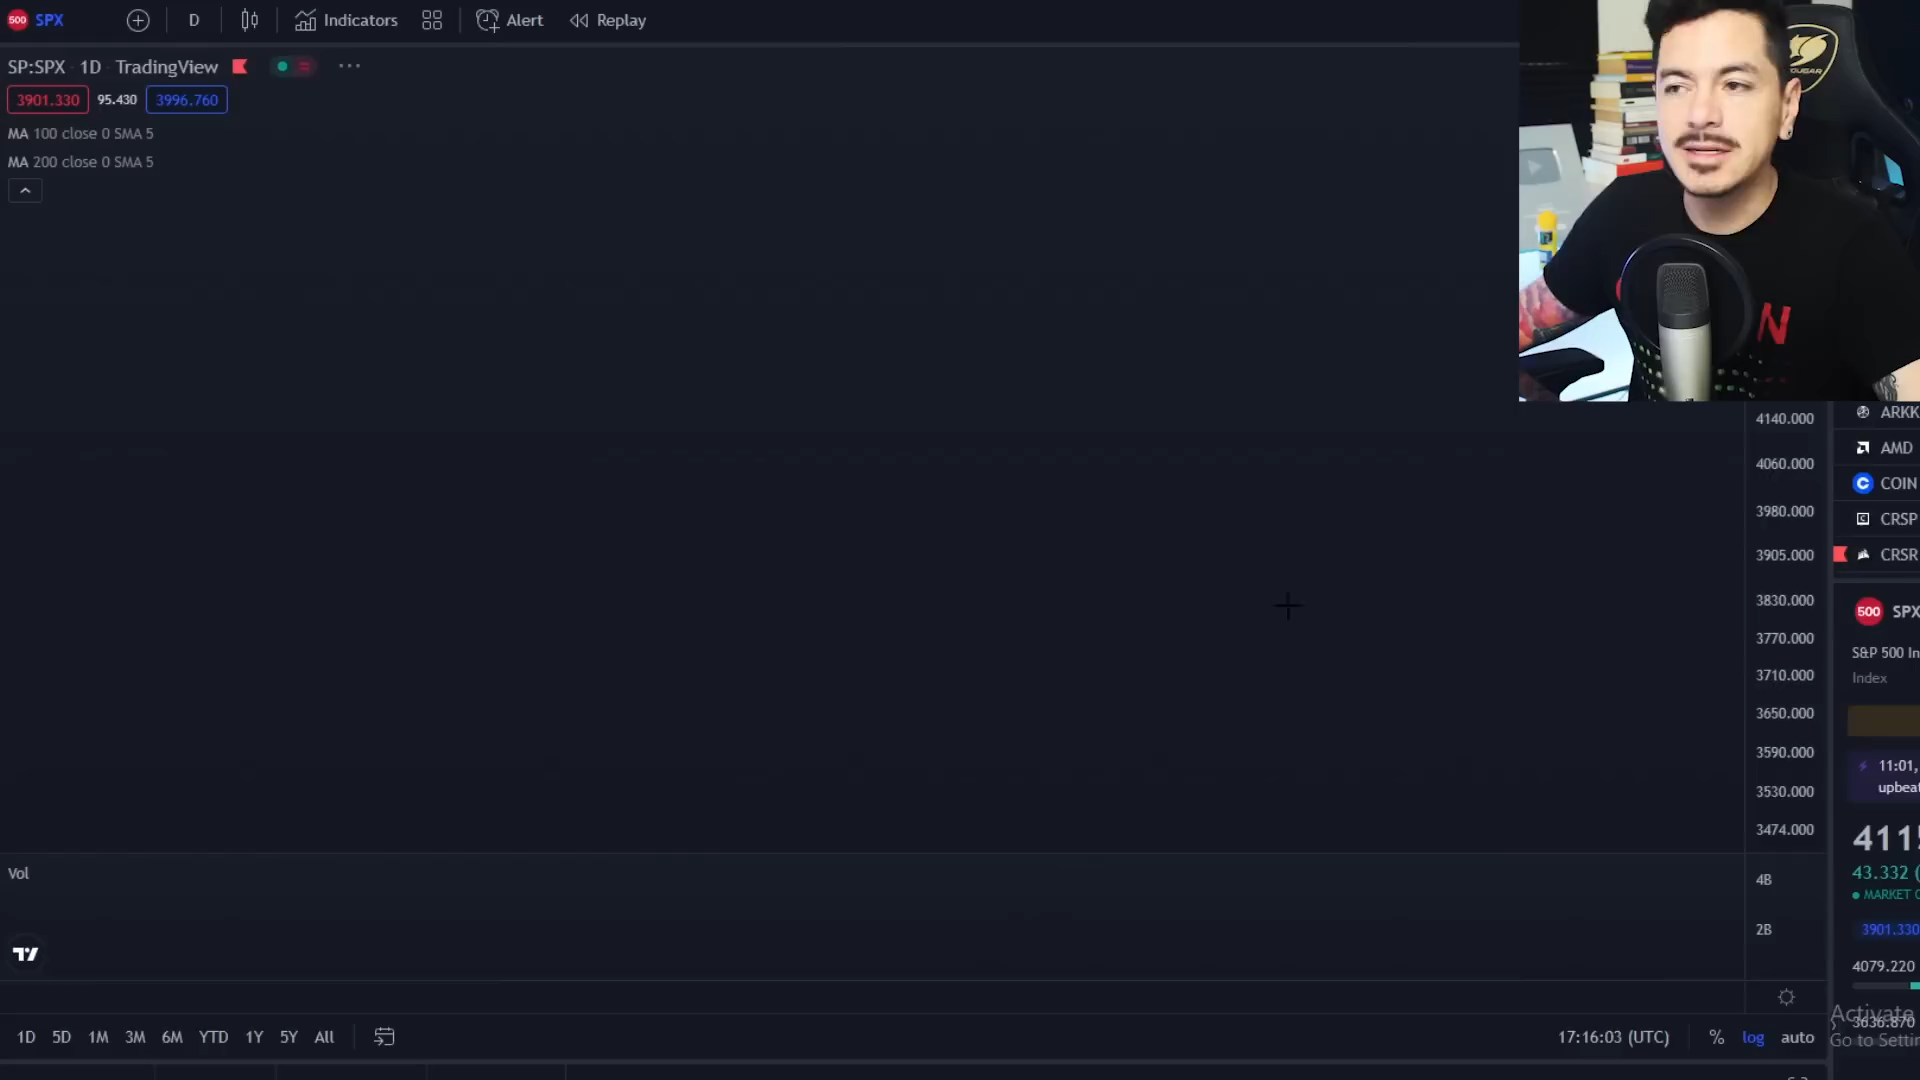 500 SPX D Indicators Alert Replay
SP:SPX · 1D · TradingView
3901.330 95.430 3996.760
MA 100 close 0 SMA 5
MA 200 close 0 SMA 5
COUGAR
N
4140.000
4060.000
3980.000
3905.000
3830.000
3770.000
3710.000
3650.000
3590.000
3530.000
3474.000
ARKK
AMD
COIN
CRSP
CRSR
500 SPX
S&P 500 In
Index
11:01,
upbeat
4115
43.332 (
MARKET O
3901.330
4079.220
3636.870
Vol
4B
2B
1D 5D 1M 3M 6M YTD 1Y 5Y All
17:16:03 (UTC) % log auto
Activate
Go to Settin